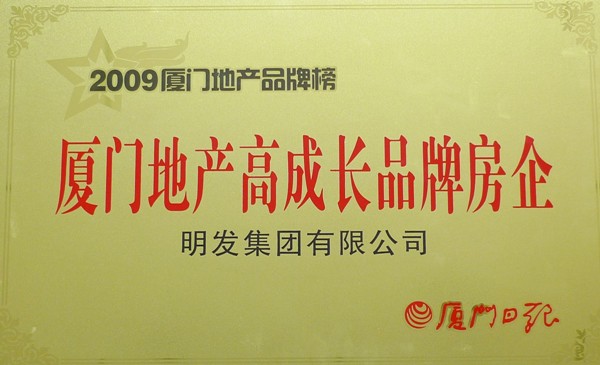 2009厦门地产品牌榜
厦门地产高成长品牌房企
明发集团有限公司
厦门日报